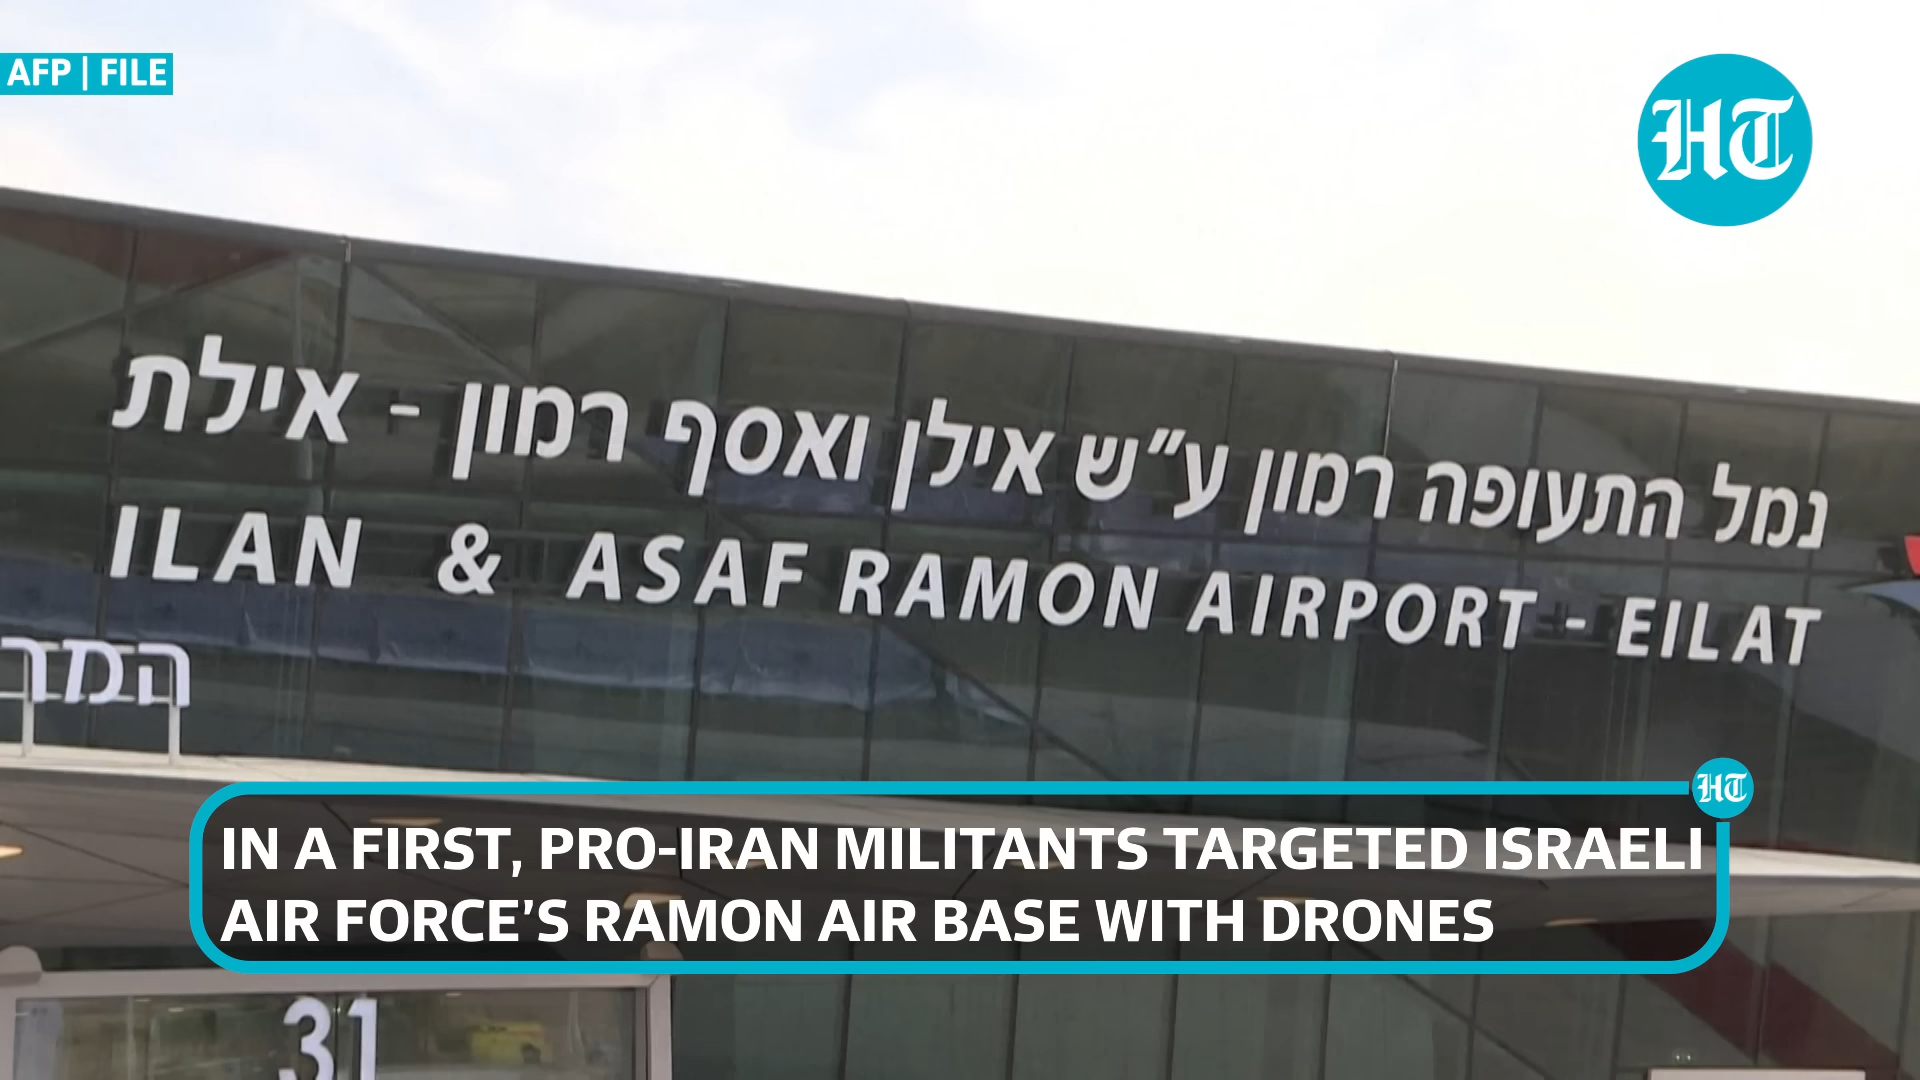 AFP | FILE
HT
נמל התעופה רמון ע״ש אילן ואסף רמון - אילת
ILAN & ASAF RAMON AIRPORT - EILAT
HT
IN A FIRST, PRO-IRAN MILITANTS TARGETED ISRAELI
AIR FORCE’S RAMON AIR BASE WITH DRONES
31